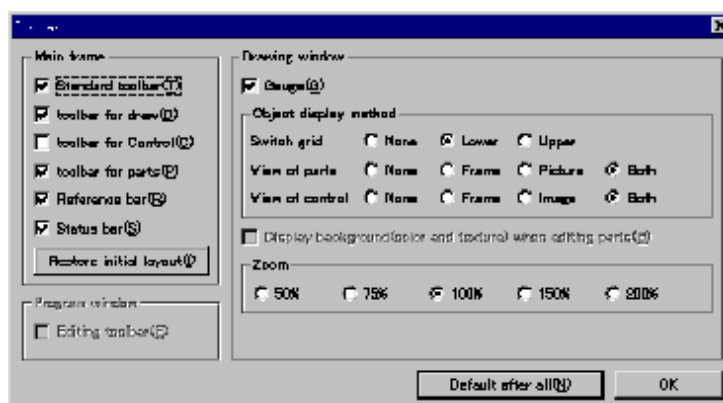 Main frame
Standard toolbar(T)
toolbar for draw(D)
toolbar for Control(C)
toolbar for parts(P)
Reference bar(R)
Status bar(S)
Restore initial layout(I)
Program window
Editing toolbar(E)
Drawing window
Gauge(G)
Object display method
Switch grid None Lower Upper
View of parts None Frame Picture Both
View of control None Frame Image Both
Display background(color and texture) when editing parts(H)
Zoom
50% 75% 100% 150% 200%
Default after all(N) OK